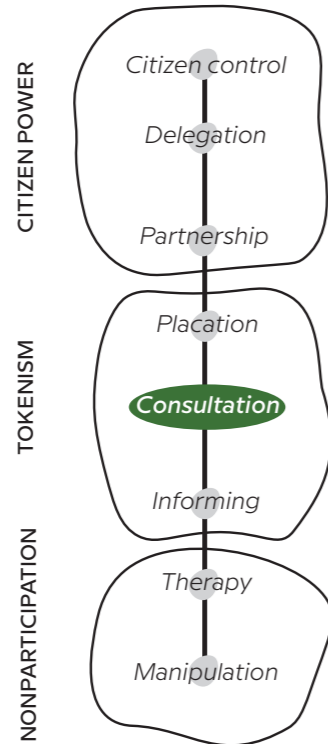 CITIZEN POWER
Citizen control
Delegation
Partnership
TOKENISM
Placation
Consultation
Informing
NONPARTICIPATION
Therapy
Manipulation